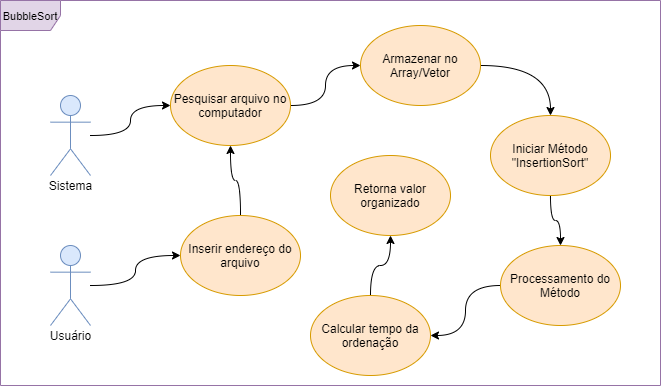 BubbleSort
Armazenar no
Array/Vetor
Pesquisar arquivo no
computador
Iniciar Método
"InsertionSort"
Sistema
Retorna valor
organizado
Inserir endereço do
arquivo
Processamento do
Método
Usuário
Calcular tempo da
ordenação